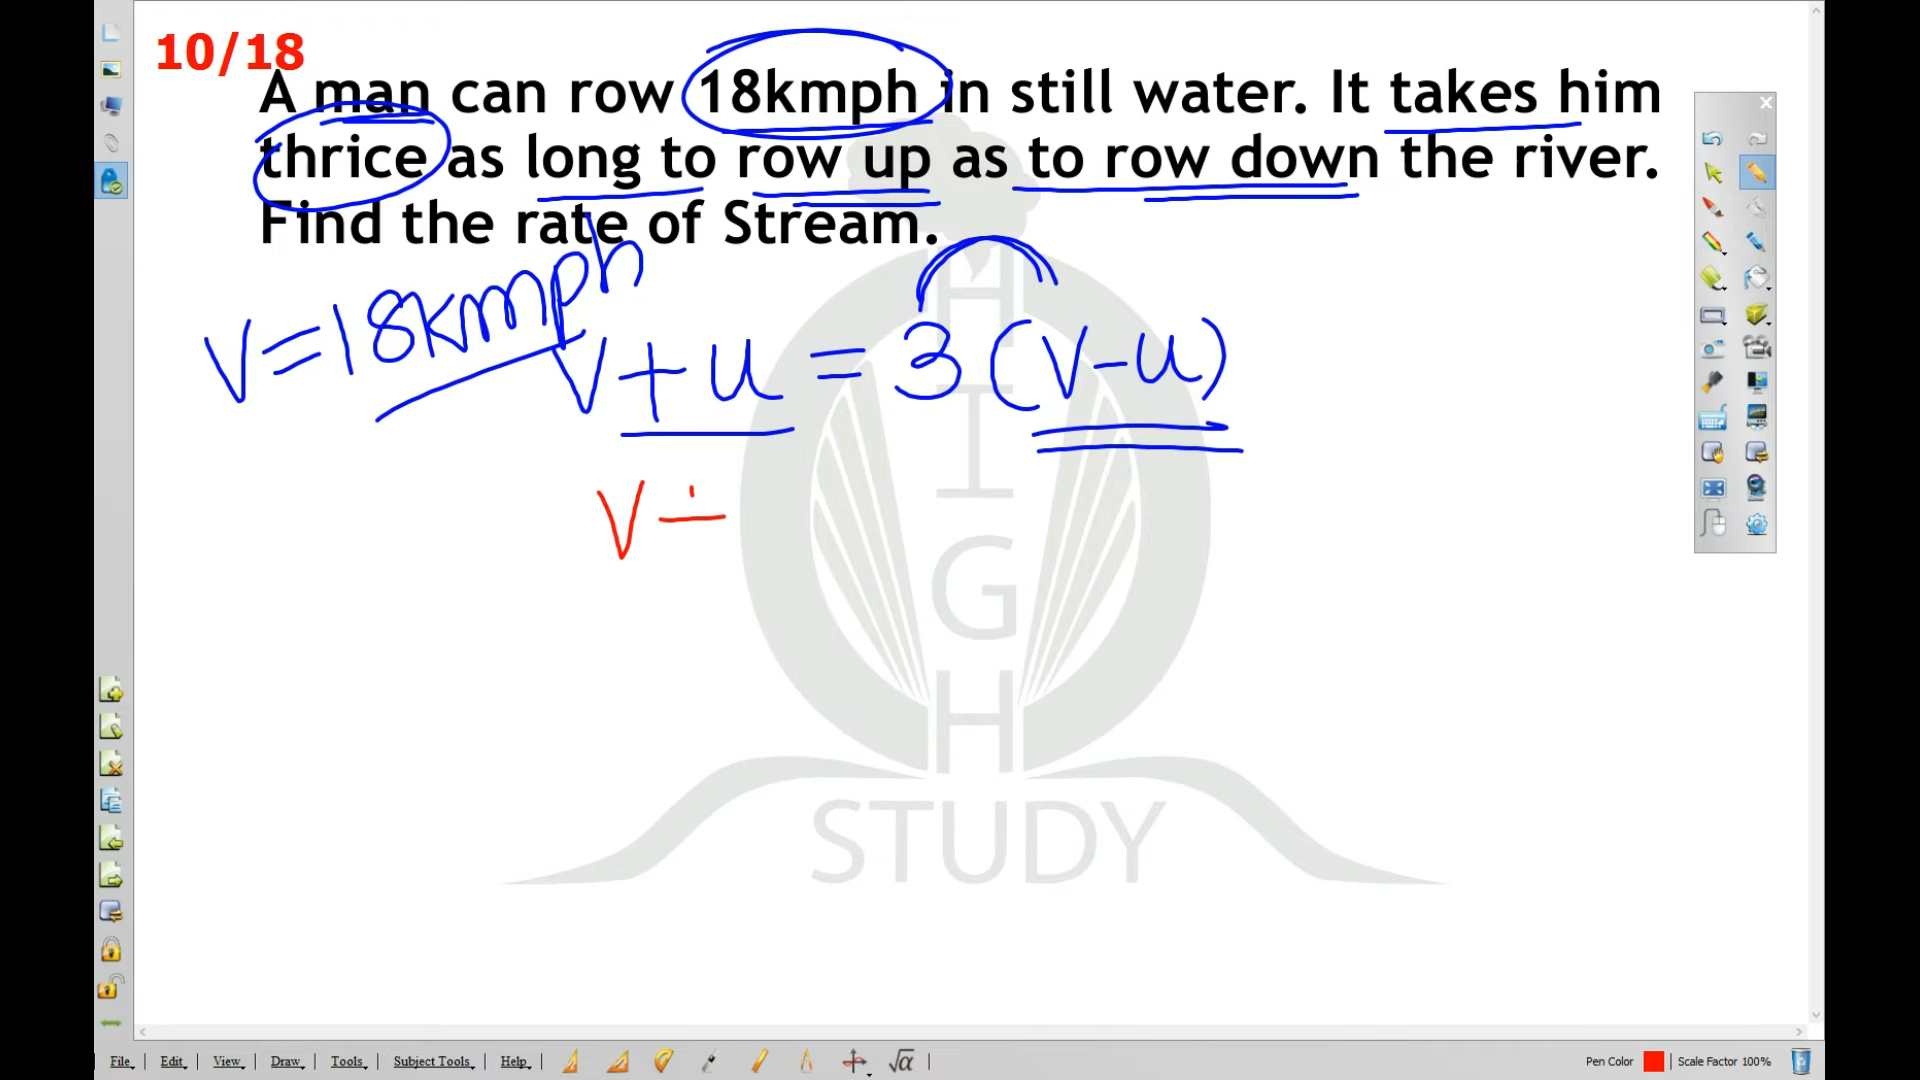 10/18
A man can row 18kmph in still water. It takes him
thrice as long to row up as to row down the river.
Find the rate of Stream.
V=18kmph
V+u = 3(V-u)
V+
HIGH
STUDY
File Edit View Draw Tools Subject Tools Help
Pen Color Scale Factor 100%